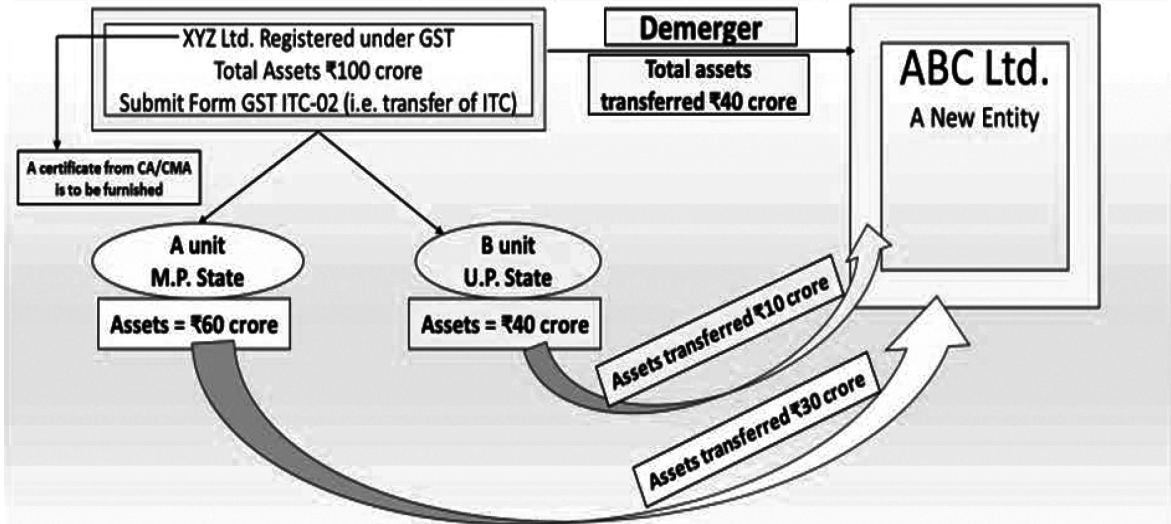 XYZ Ltd. Registered under GST
Total Assets ₹100 crore
Submit Form GST ITC-02 (i.e. transfer of ITC)
Demerger
Total assets
transferred ₹40 crore
ABC Ltd.
A New Entity
A certificate from CA/CMA
is to be furnished
A unit
M.P. State
B unit
U.P. State
Assets = ₹60 crore
Assets = ₹40 crore
Assets transferred ₹10 crore
Assets transferred ₹30 crore